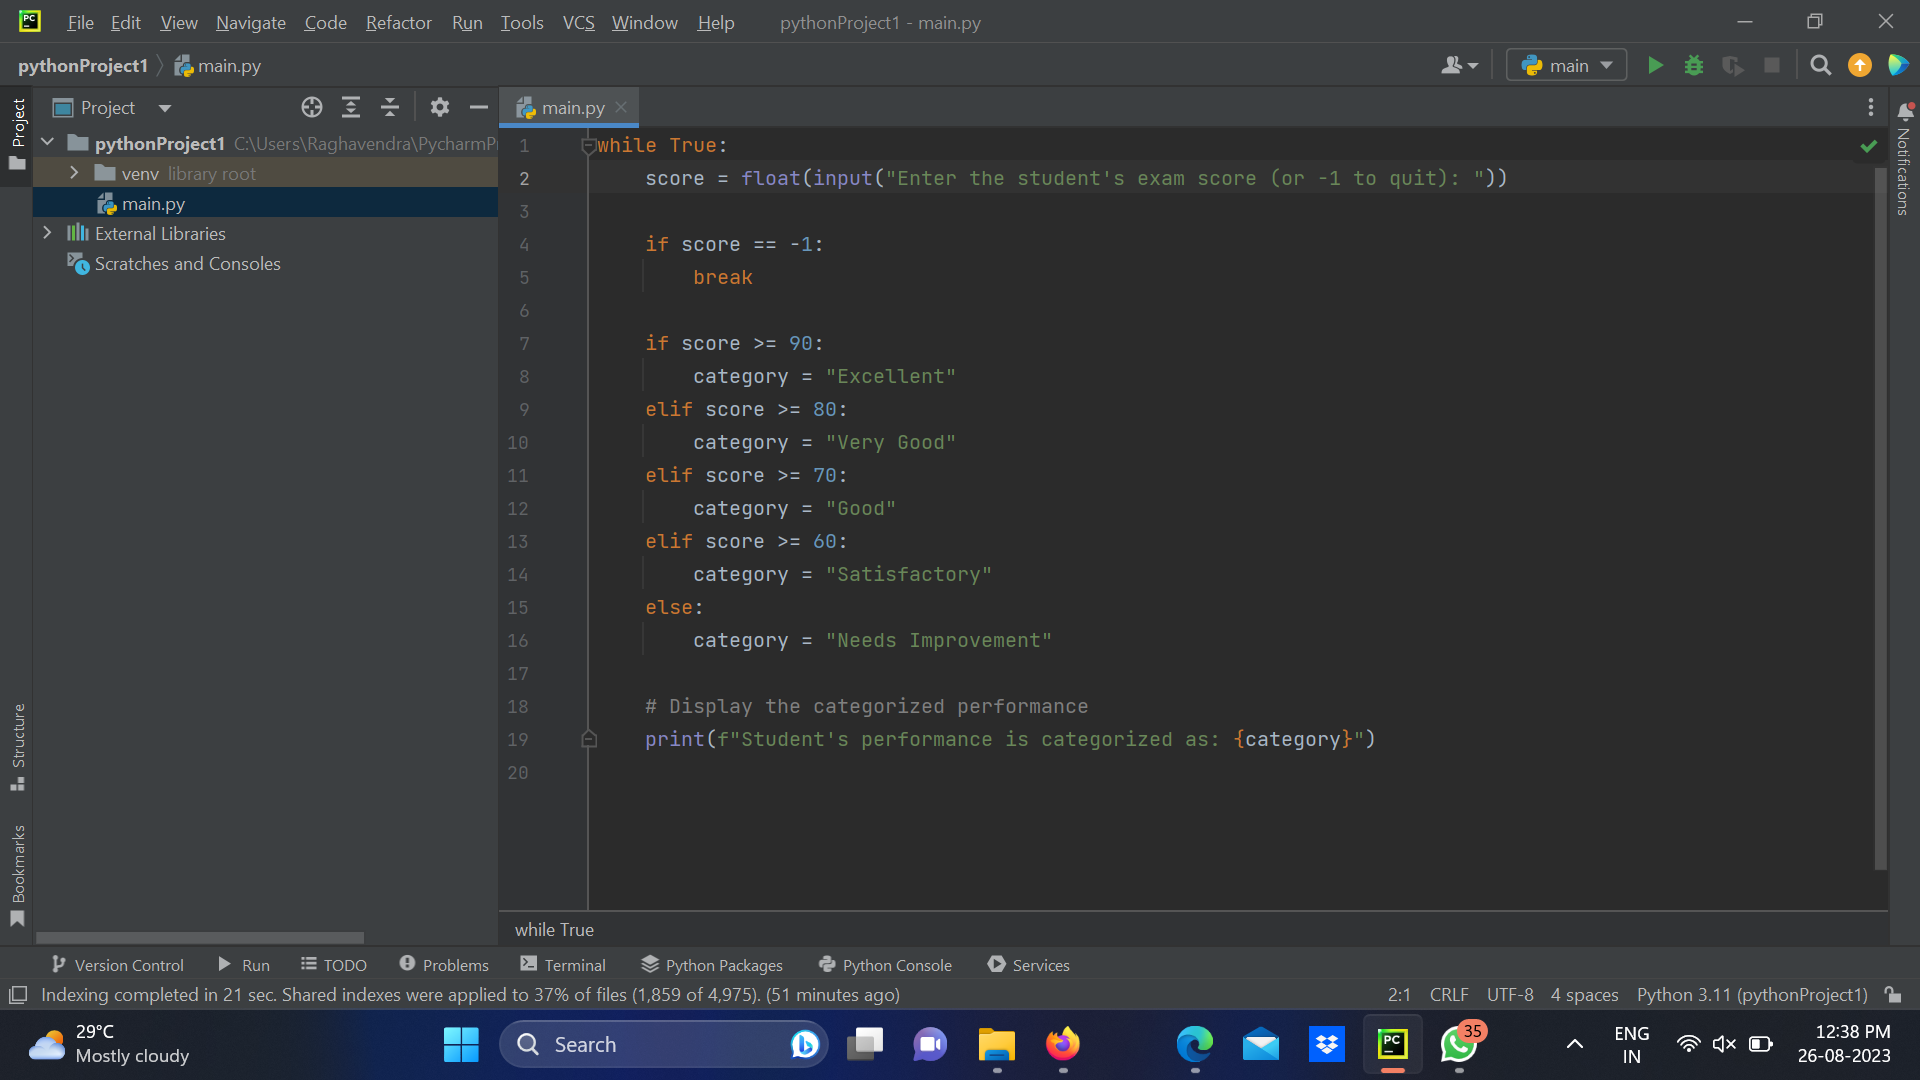 PC File Edit View Navigate Code Refactor Run Tools VCS Window Help pythonProject1 - main.py
pythonProject1 main.py main
Project main.py
Project
pythonProject1 C:\Users\Raghavendra\PycharmP
venv library root
main.py
External Libraries
Scratches and Consoles
1 while True:
2 score = float(input("Enter the student's exam score (or -1 to quit): "))
3
4 if score == -1:
5 break
6
7 if score >= 90:
8 category = "Excellent"
9 elif score >= 80:
10 category = "Very Good"
11 elif score >= 70:
12 category = "Good"
13 elif score >= 60:
14 category = "Satisfactory"
15 else:
16 category = "Needs Improvement"
17
18 # Display the categorized performance
19 print(f"Student's performance is categorized as: {category}")
20
Notifications
Structure
Bookmarks
while True
Version Control Run TODO Problems Terminal Python Packages Python Console Services
Indexing completed in 21 sec. Shared indexes were applied to 37% of files (1,859 of 4,975). (51 minutes ago) 2:1 CRLF UTF-8 4 spaces Python 3.11 (pythonProject1)
29°C
Mostly cloudy
Search
PC
35
ENG
IN
12:38 PM
26-08-2023